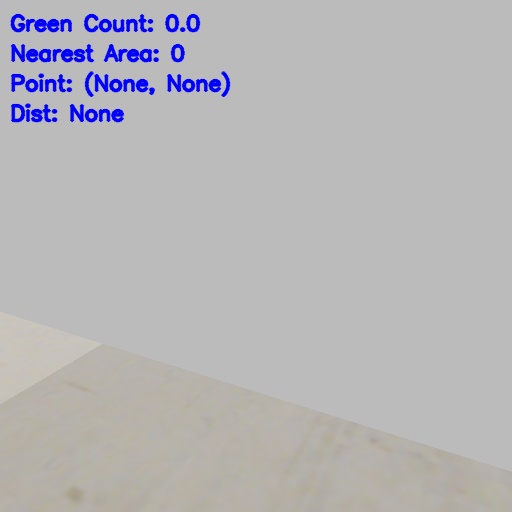 Green Count: 0.0
Nearest Area: 0
Point: (None, None)
Dist: None